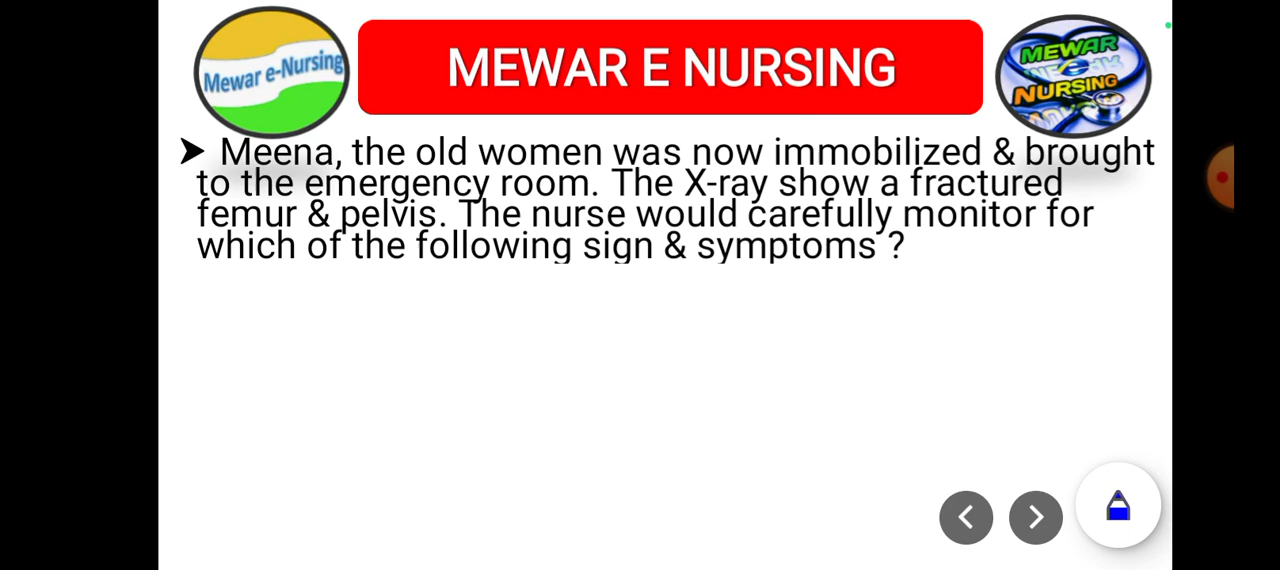 Mewar e-Nursing
MEWAR E NURSING
MEWAR
NURSING
➤ Meena, the old women was now immobilized & brought
to the emergency room. The X-ray show a fractured
femur & pelvis. The nurse would carefully monitor for
which of the following sign & symptoms ?